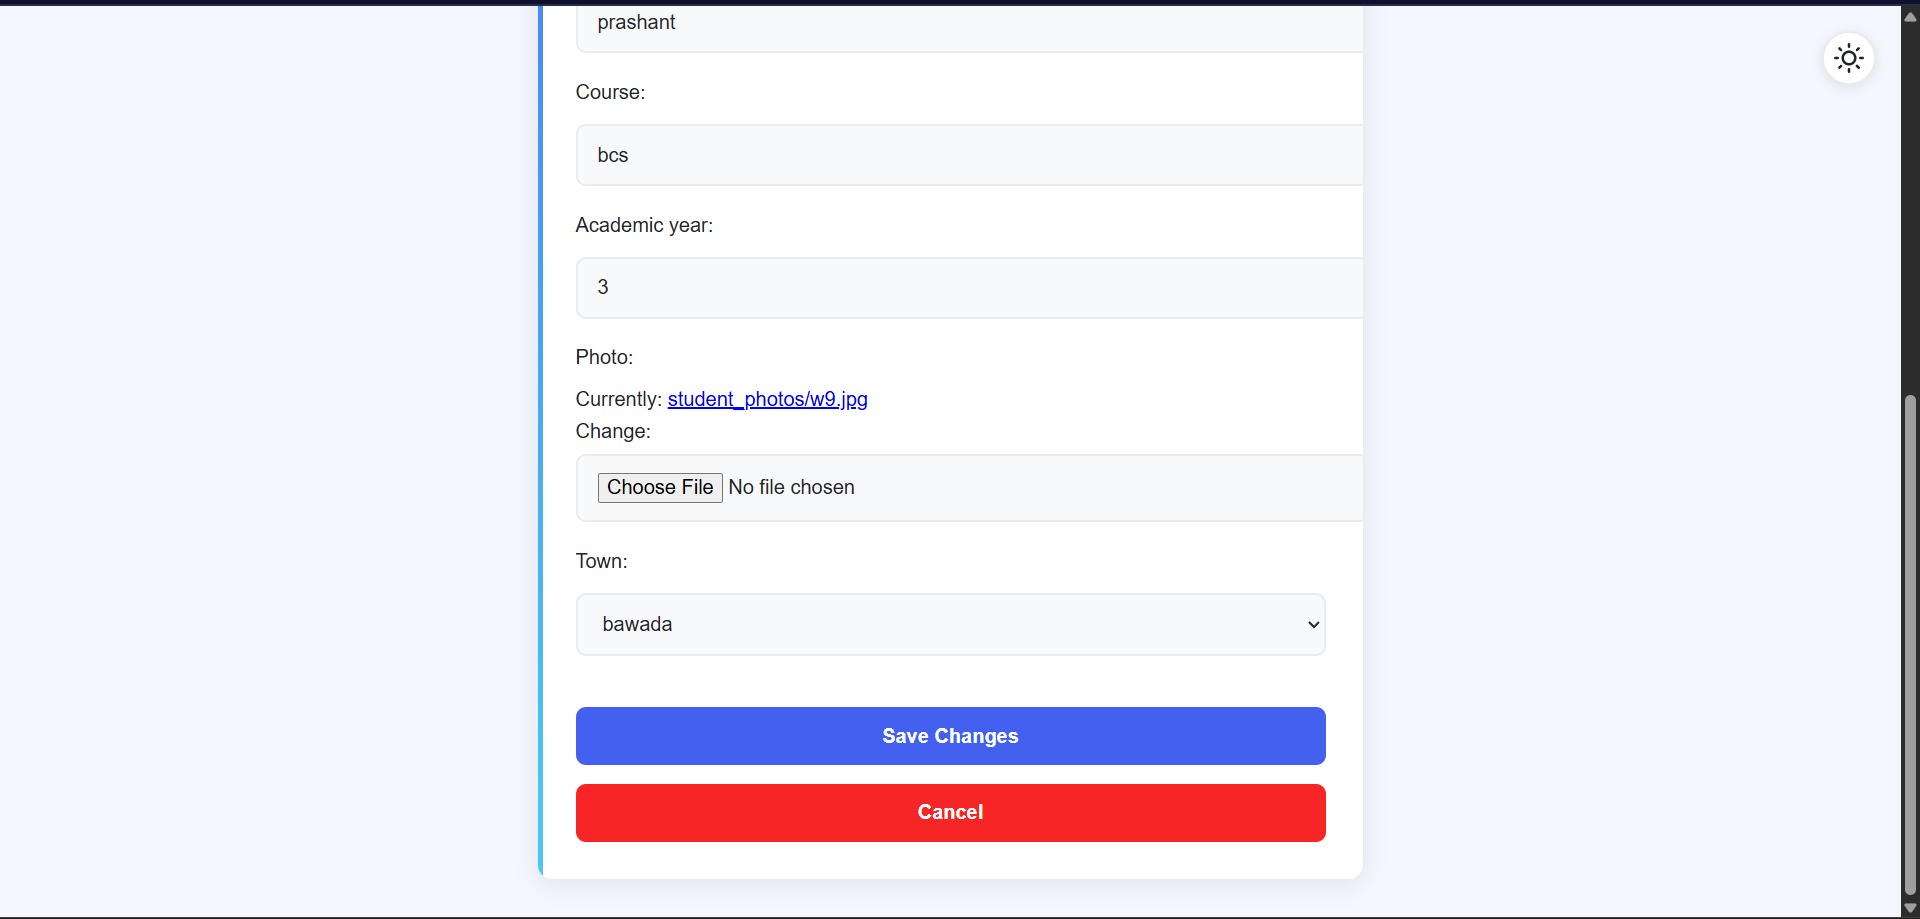 prashant
Course:
bcs
Academic year:
3
Photo:
Currently: student_photos/w9.jpg
Change:
Choose File No file chosen
Town:
bawada
Save Changes
Cancel